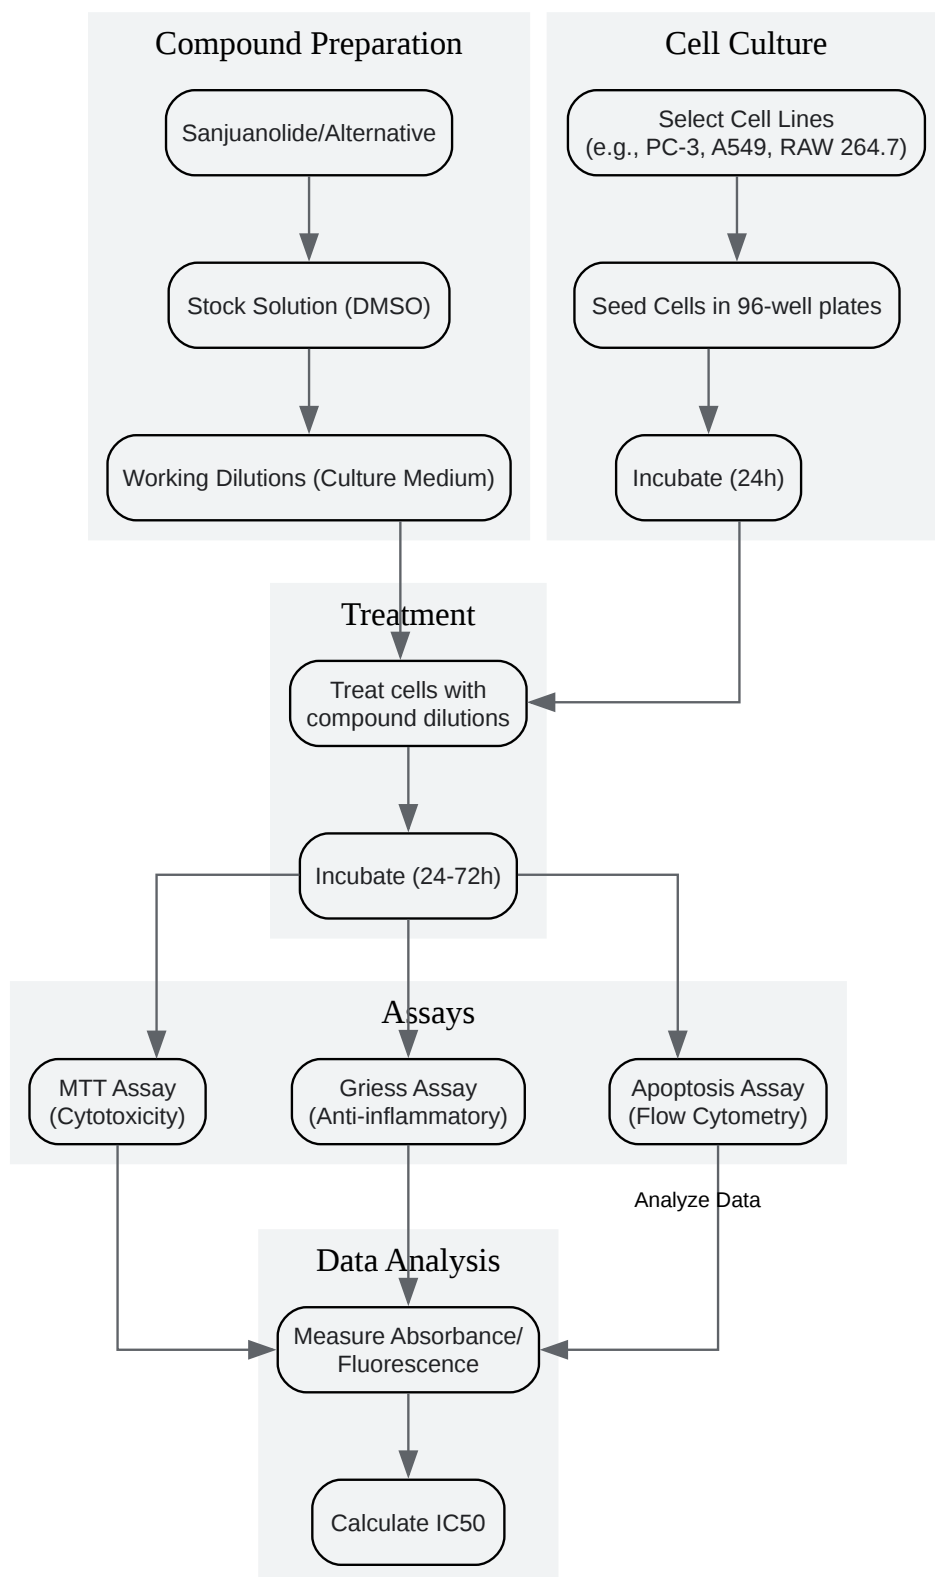 Compound Preparation
Sanjuanolide/Alternative
Stock Solution (DMSO)
Working Dilutions (Culture Medium)
Cell Culture
Select Cell Lines
(e.g., PC-3, A549, RAW 264.7)
Seed Cells in 96-well plates
Incubate (24h)
Treatment
Treat cells with
compound dilutions
Incubate (24-72h)
Assays
MTT Assay
(Cytotoxicity)
Griess Assay
(Anti-inflammatory)
Apoptosis Assay
(Flow Cytometry)
Analyze Data
Data Analysis
Measure Absorbance/
Fluorescence
Calculate IC50